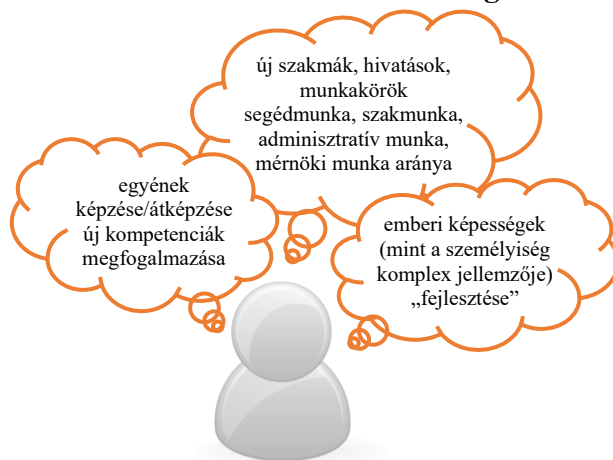 új szakmák, hivatások,
munkakörök
segédmunka, szakmunka,
adminisztratív munka,
mérnöki munka aránya
egyének
képzése/átképzése
új kompetenciák
megfogalmazása
emberi képességek
(mint a személyiség
komplex jellemzője)
„fejlesztése”